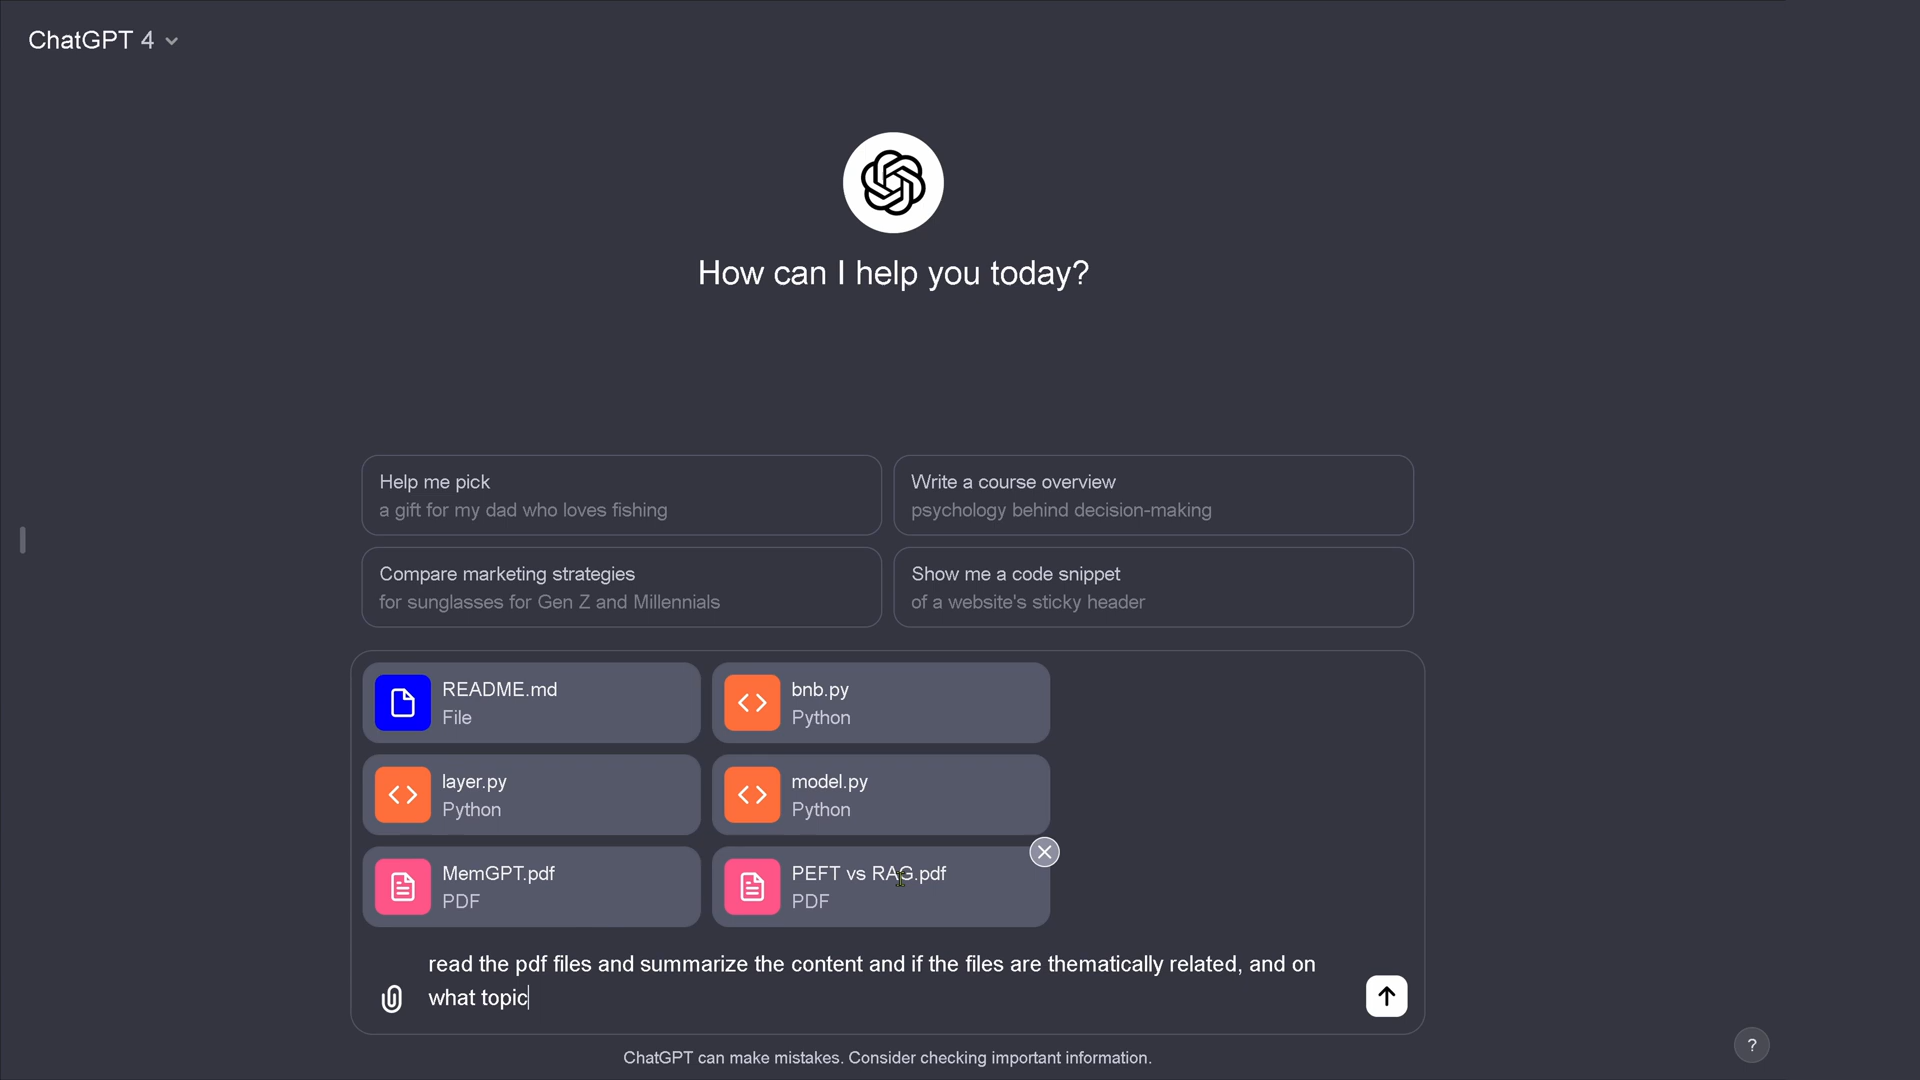 ChatGPT 4
How can I help you today?
Help me pick
a gift for my dad who loves fishing
Write a course overview
psychology behind decision-making
Compare marketing strategies
for sunglasses for Gen Z and Millennials
Show me a code snippet
of a website's sticky header
README.md
File
bnb.py
Python
layer.py
Python
model.py
Python
MemGPT.pdf
PDF
PEFT vs RAG.pdf
PDF
read the pdf files and summarize the content and if the files are thematically related, and on
what topic
ChatGPT can make mistakes. Consider checking important information.
?